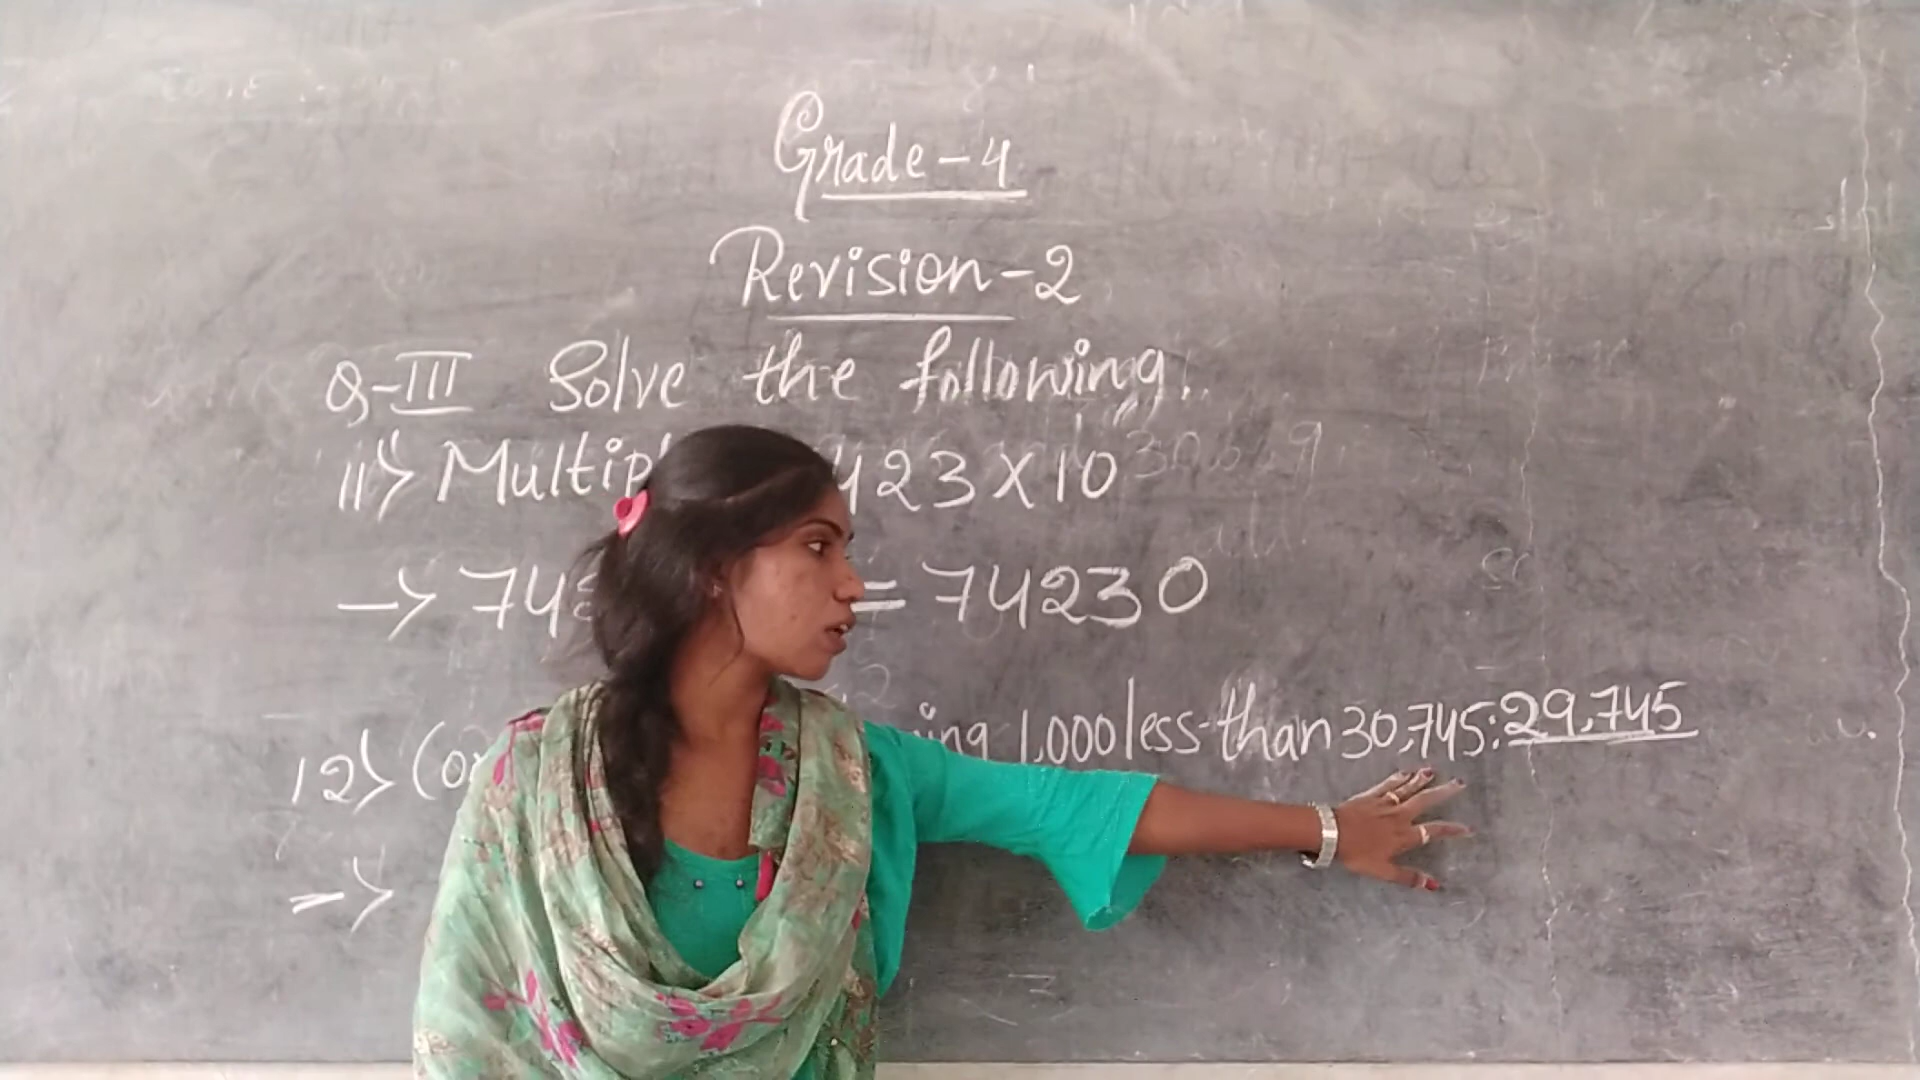 Grade-4
Revision-2
Q-III Solve the following.
11> Multip 423 X 10
-> 74 = 74230
12> (o ing 1,000 less than 30,745: 29,745
=>